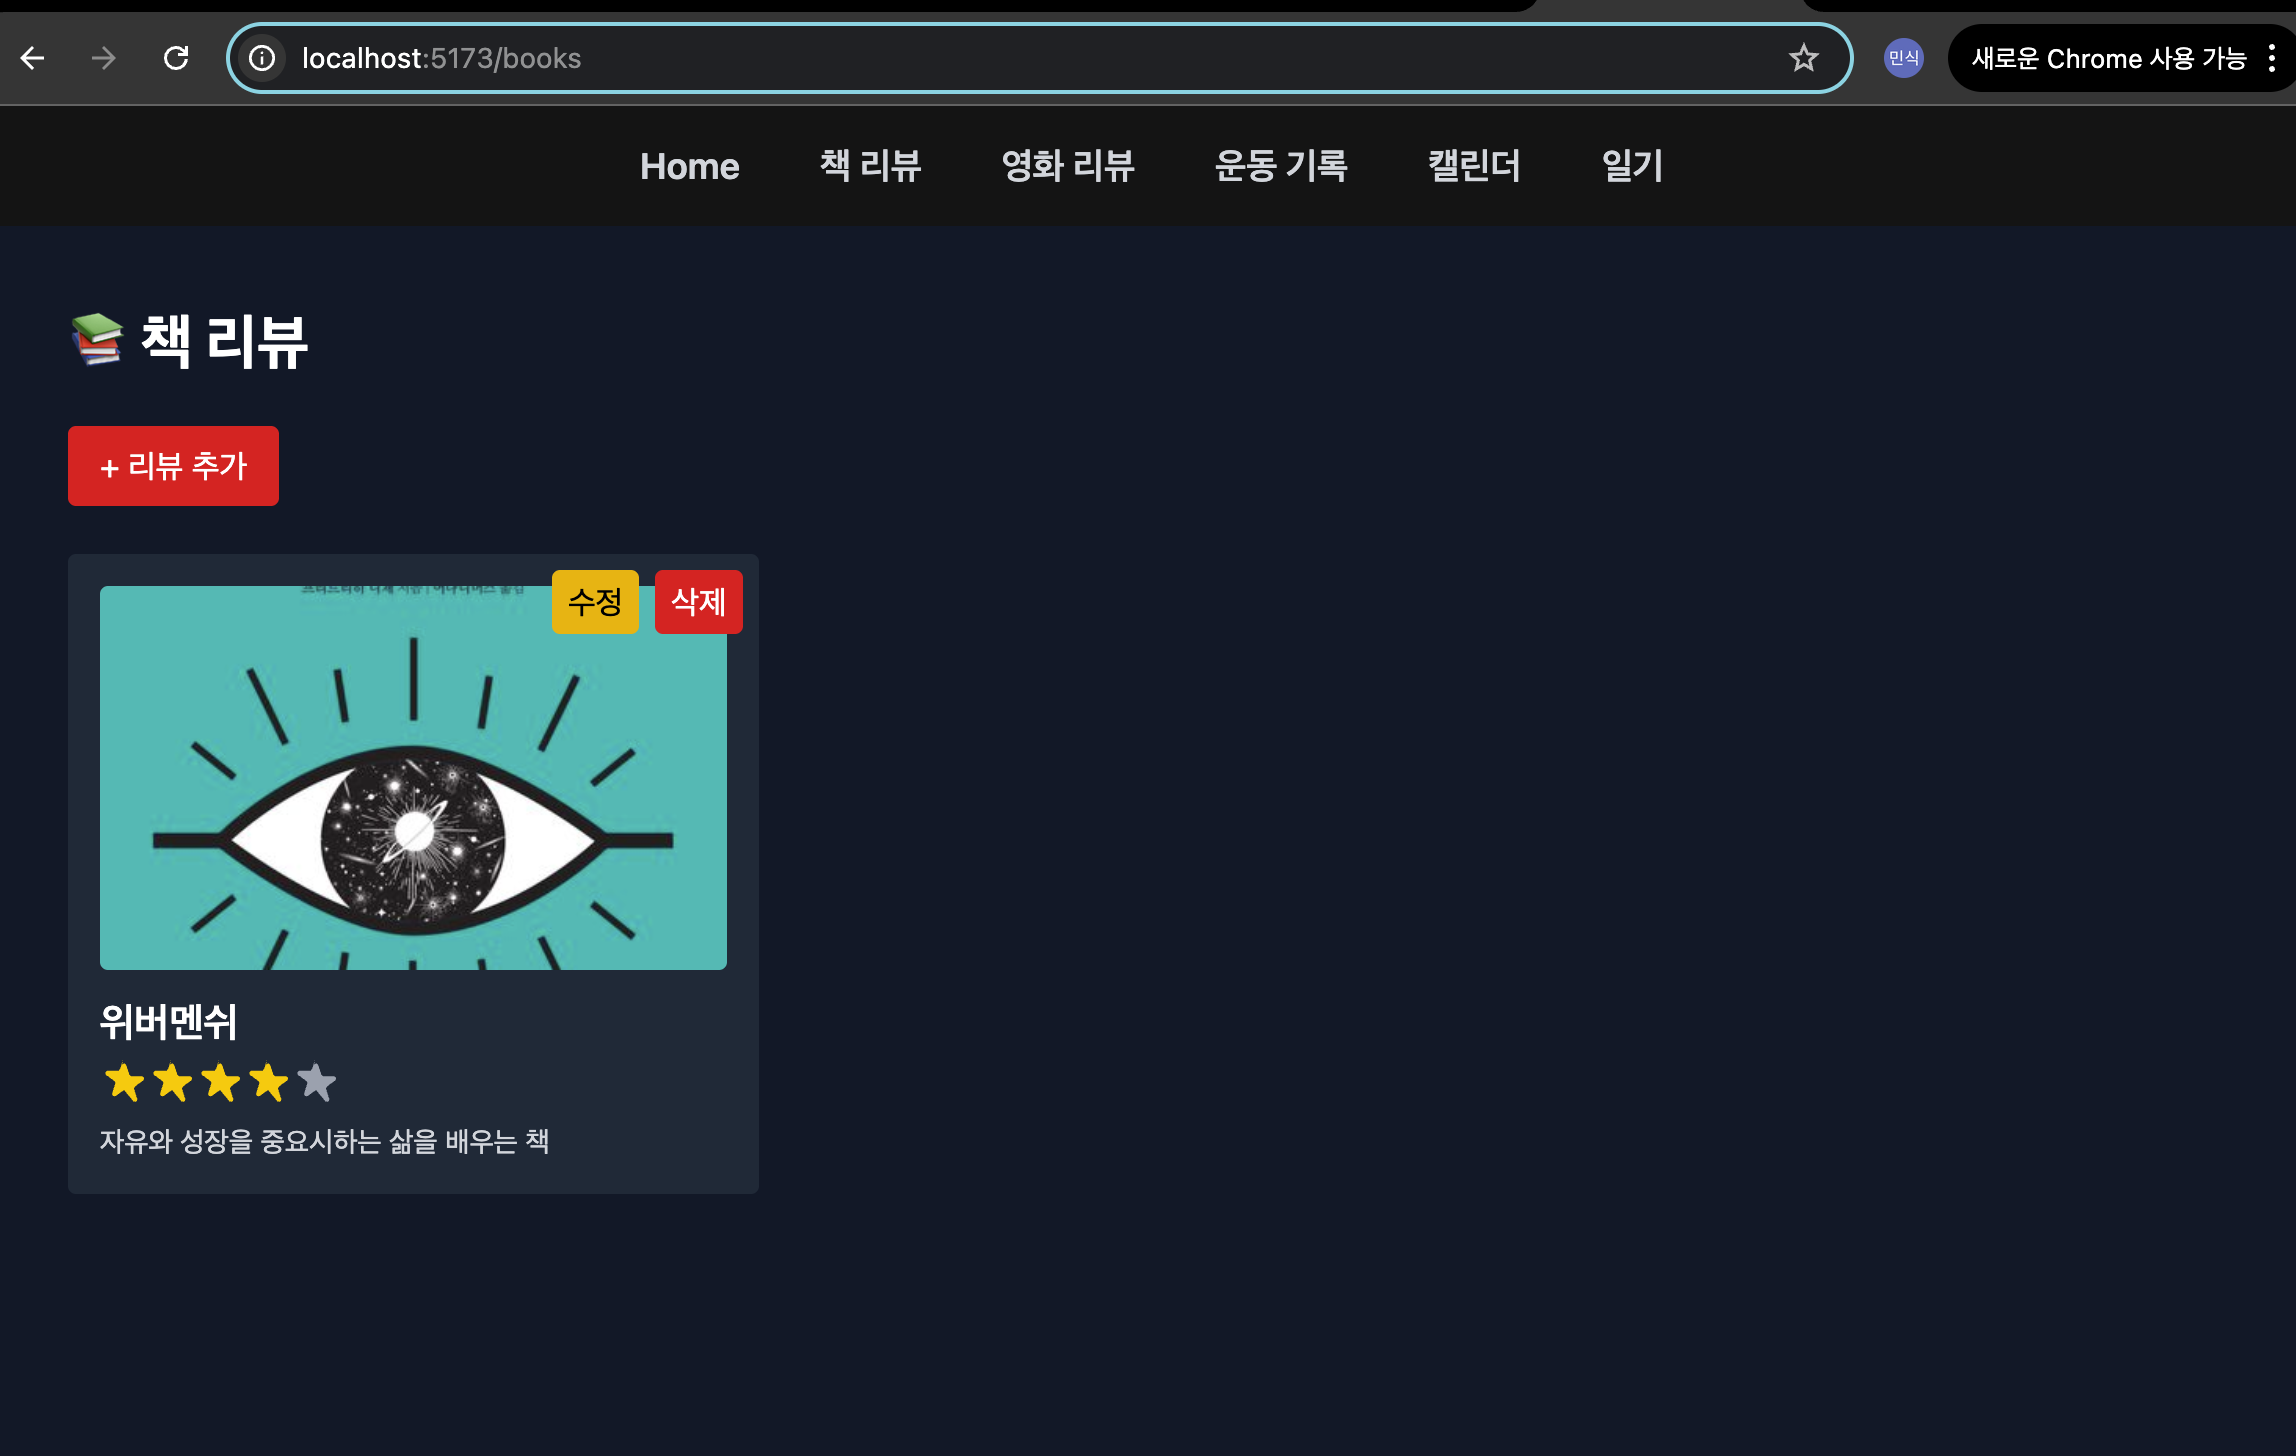 localhost:5173/books
민식
새로운 Chrome 사용 가능
Home
책 리뷰
영화 리뷰
운동 기록
캘린더
일기
책 리뷰
+ 리뷰 추가
수정
삭제
위버멘쉬
자유와 성장을 중요시하는 삶을 배우는 책